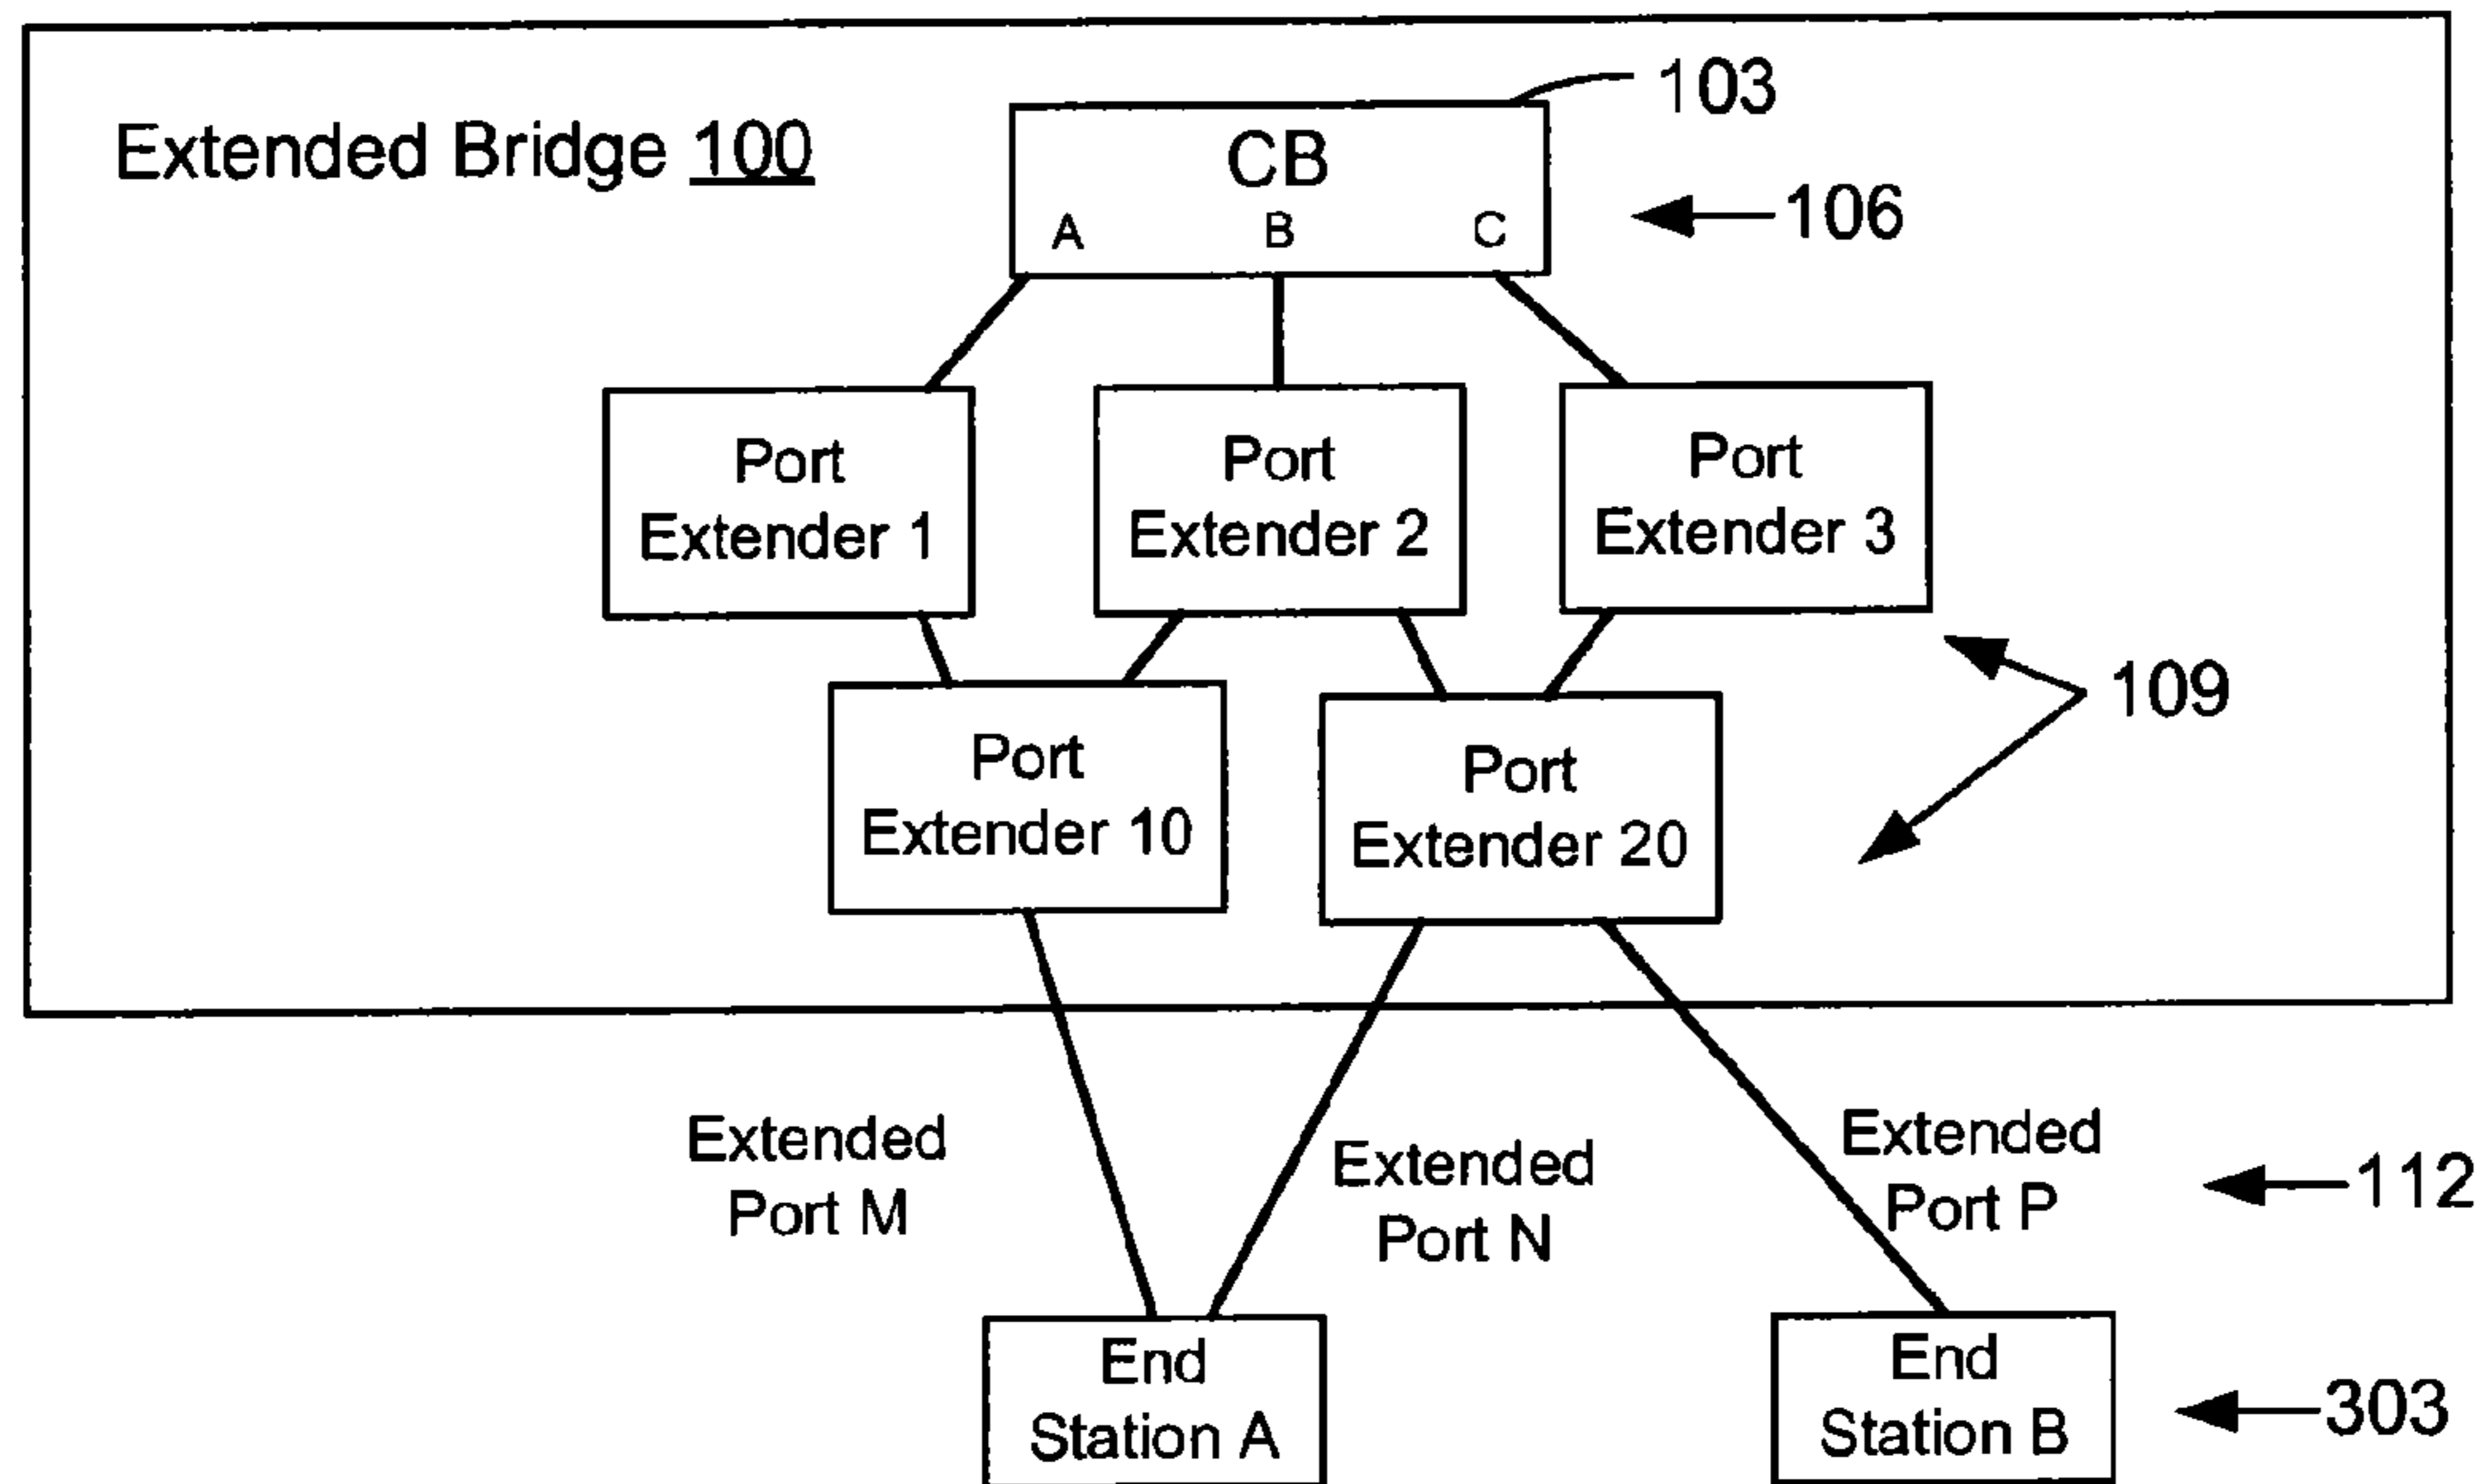 Extended Bridge 100
103
CB
A B C
106
Port
Extender 1
Port
Extender 2
Port
Extender 3
109
Port
Extender 10
Port
Extender 20
Extended
Port M
Extended
Port N
Extended
Port P
112
End
Station A
End
Station B
303